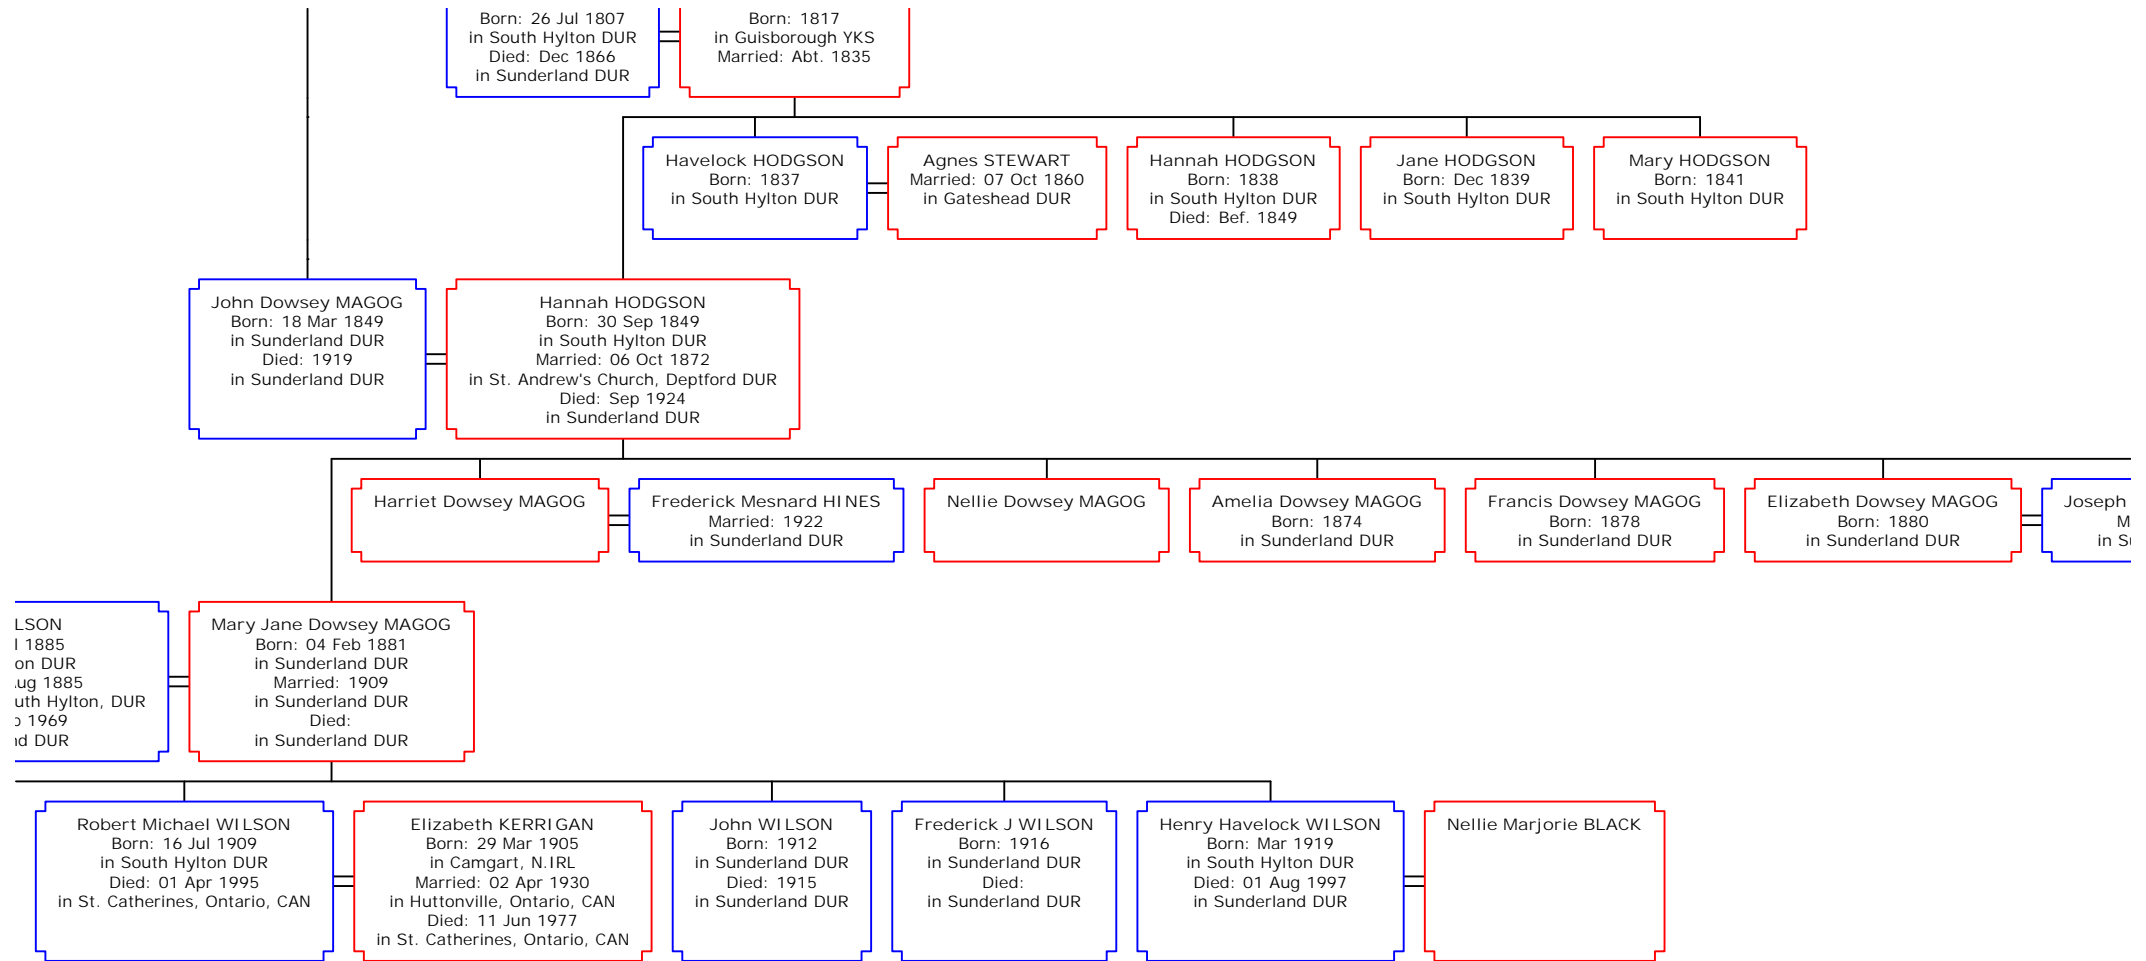 Born: 26 Jul 1807
in South Hylton DUR
Died: Dec 1866
in Sunderland DUR
Born: 1817
in Guisborough YKS
Married: Abt. 1835
Havelock HODGSON
Born: 1837
in South Hylton DUR
Agnes STEWART
Married: 07 Oct 1860
in Gateshead DUR
Hannah HODGSON
Born: 1838
in South Hylton DUR
Died: Bef. 1849
Jane HODGSON
Born: Dec 1839
in South Hylton DUR
Mary HODGSON
Born: 1841
in South Hylton DUR
John Dowsey MAGOG
Born: 18 Mar 1849
in Sunderland DUR
Died: 1919
in Sunderland DUR
Hannah HODGSON
Born: 30 Sep 1849
in South Hylton DUR
Married: 06 Oct 1872
in St. Andrew's Church, Deptford DUR
Died: Sep 1924
in Sunderland DUR
Harriet Dowsey MAGOG
Frederick Mesnard HINES
Married: 1922
in Sunderland DUR
Nellie Dowsey MAGOG
Amelia Dowsey MAGOG
Born: 1874
in Sunderland DUR
Francis Dowsey MAGOG
Born: 1878
in Sunderland DUR
Elizabeth Dowsey MAGOG
Born: 1880
in Sunderland DUR
Joseph
M
in S
LSON
1885
on DUR
ug 1885
uth Hylton, DUR
1969
d DUR
Mary Jane Dowsey MAGOG
Born: 04 Feb 1881
in Sunderland DUR
Married: 1909
in Sunderland DUR
Died:
in Sunderland DUR
Robert Michael WILSON
Born: 16 Jul 1909
in South Hylton DUR
Died: 01 Apr 1995
in St. Catherines, Ontario, CAN
Elizabeth KERRIGAN
Born: 29 Mar 1905
in Camgart, N.IRL
Married: 02 Apr 1930
in Huttonville, Ontario, CAN
Died: 11 Jun 1977
in St. Catherines, Ontario, CAN
John WILSON
Born: 1912
in Sunderland DUR
Died: 1915
in Sunderland DUR
Frederick J WILSON
Born: 1916
in Sunderland DUR
Died:
in Sunderland DUR
Henry Havelock WILSON
Born: Mar 1919
in South Hylton DUR
Died: 01 Aug 1997
in Sunderland DUR
Nellie Marjorie BLACK